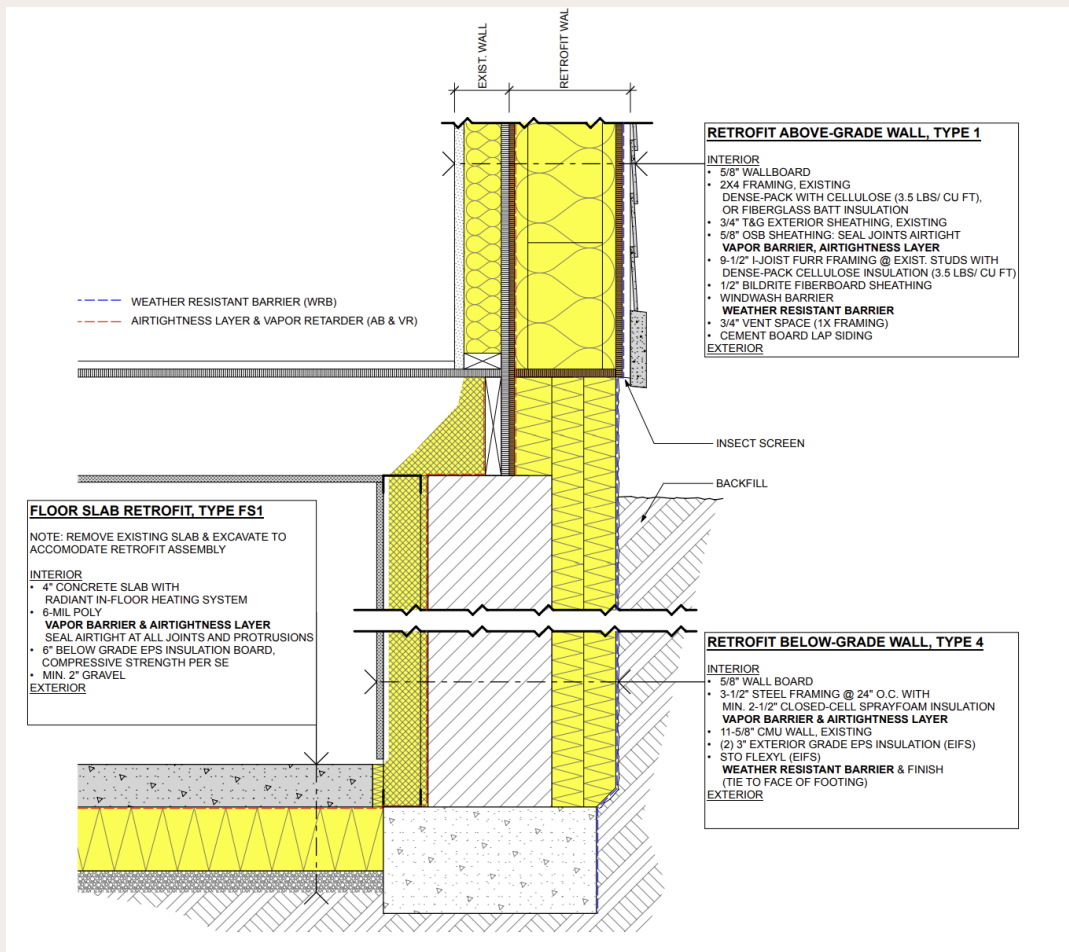 EXIST. WALL
RETROFIT WAL
RETROFIT ABOVE-GRADE WALL, TYPE 1
INTERIOR
• 5/8" WALLBOARD
• 2X4 FRAMING, EXISTING
DENSE-PACK WITH CELLULOSE (3.5 LBS/ CU FT),
OR FIBERGLASS BATT INSULATION
• 3/4" T&G EXTERIOR SHEATHING, EXISTING
• 5/8" OSB SHEATHING: SEAL JOINTS AIRTIGHT
VAPOR BARRIER, AIRTIGHTNESS LAYER
• 9-1/2" I-JOIST FURR FRAMING @ EXIST. STUDS WITH
DENSE-PACK CELLULOSE INSULATION (3.5 LBS/ CU FT)
• 1/2" BILDRITE FIBERBOARD SHEATHING
• WINDWASH BARRIER
WEATHER RESISTANT BARRIER
• 3/4" VENT SPACE (1X FRAMING)
• CEMENT BOARD LAP SIDING
EXTERIOR
WEATHER RESISTANT BARRIER (WRB)
AIRTIGHTNESS LAYER & VAPOR RETARDER (AB & VR)
INSECT SCREEN
BACKFILL
FLOOR SLAB RETROFIT, TYPE FS1
NOTE: REMOVE EXISTING SLAB & EXCAVATE TO
ACCOMODATE RETROFIT ASSEMBLY
INTERIOR
• 4" CONCRETE SLAB WITH
RADIANT IN-FLOOR HEATING SYSTEM
• 6-MIL POLY
VAPOR BARRIER & AIRTIGHTNESS LAYER
SEAL AIRTIGHT AT ALL JOINTS AND PROTRUSIONS
• 6" BELOW GRADE EPS INSULATION BOARD,
COMPRESSIVE STRENGTH PER SE
• MIN. 2" GRAVEL
EXTERIOR
RETROFIT BELOW-GRADE WALL, TYPE 4
INTERIOR
• 5/8" WALL BOARD
• 3-1/2" STEEL FRAMING @ 24" O.C. WITH
MIN. 2-1/2" CLOSED-CELL SPRAYFOAM INSULATION
VAPOR BARRIER & AIRTIGHTNESS LAYER
• 11-5/8" CMU WALL, EXISTING
• (2) 3" EXTERIOR GRADE EPS INSULATION (EIFS)
• STO FLEXYL (EIFS)
WEATHER RESISTANT BARRIER & FINISH
(TIE TO FACE OF FOOTING)
EXTERIOR